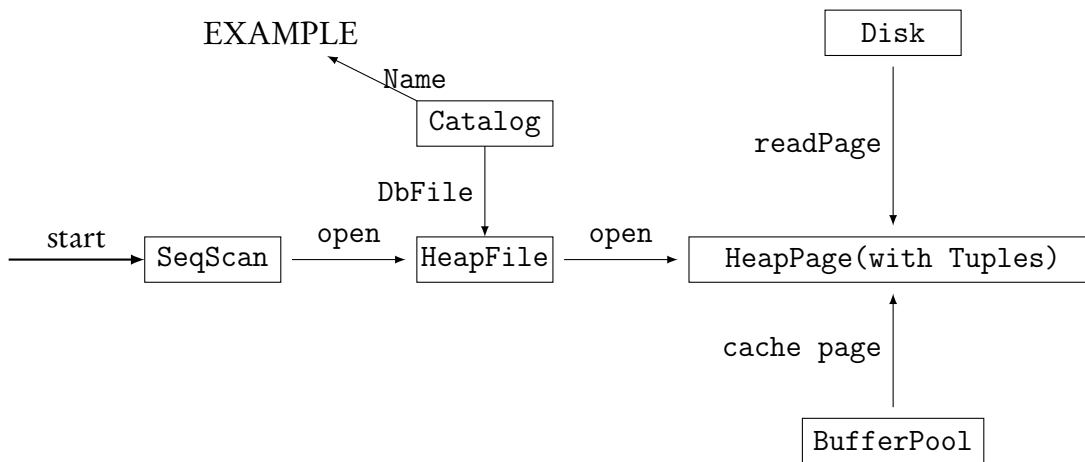 EXAMPLE
Disk
Name
Catalog
readPage
DbFile
start
SeqScan
open
HeapFile
open
HeapPage(with Tuples)
cache page
BufferPool